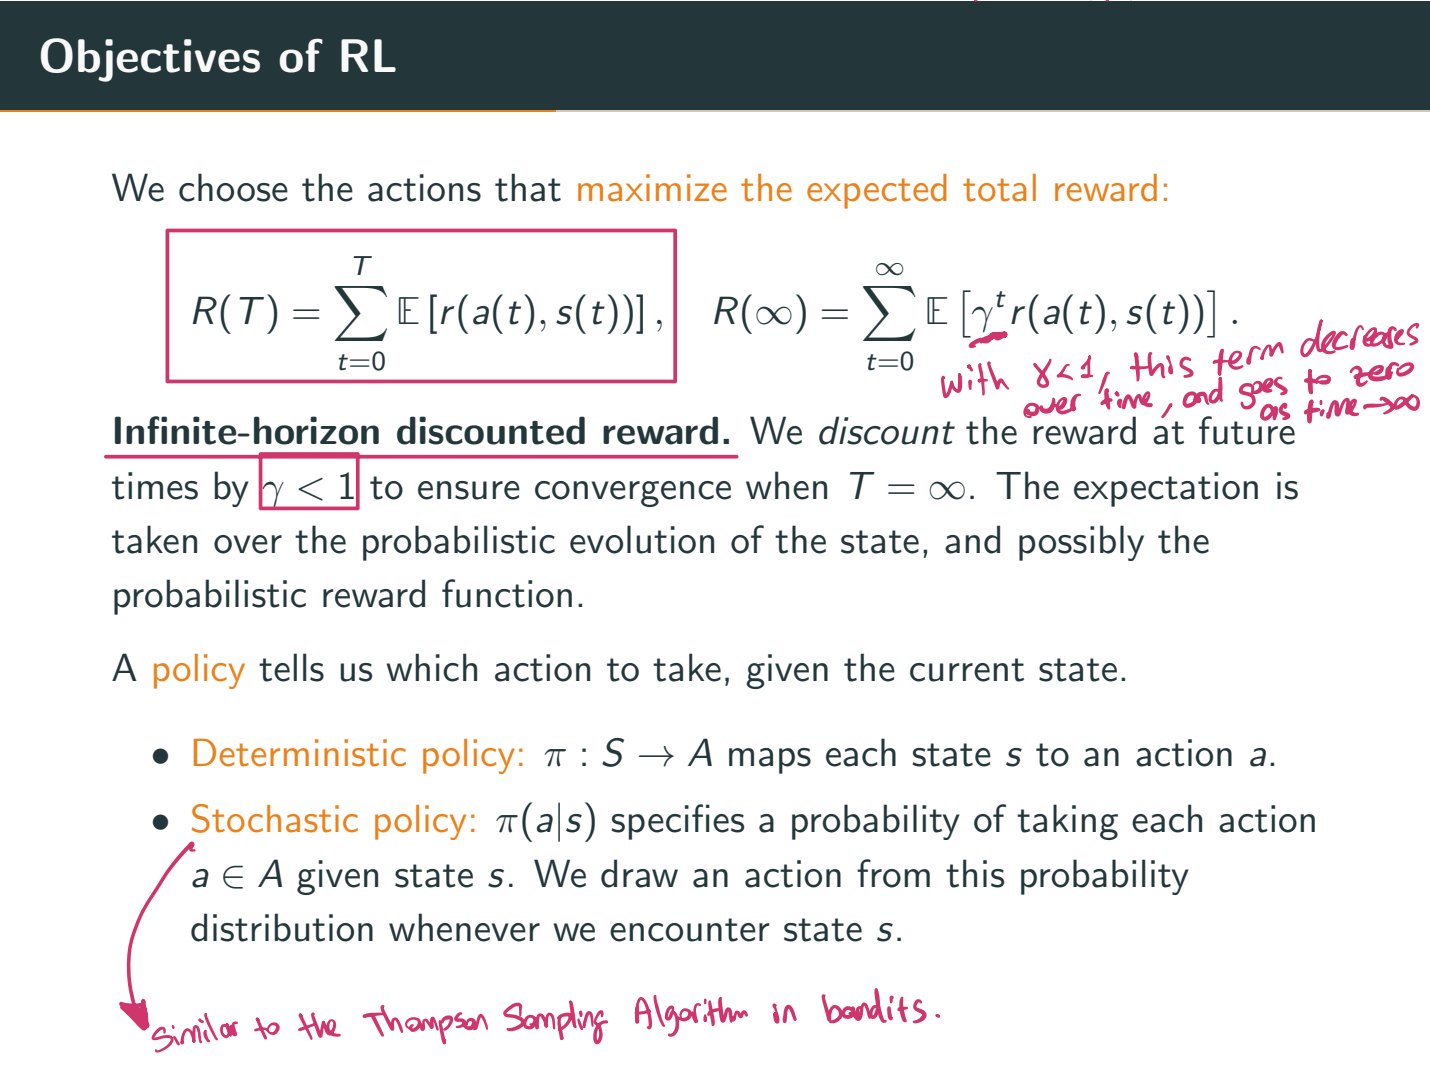 Objectives of RL
We choose the actions that maximize the expected total reward:
R(T) = ∑_{t=0}^{T} 𝔼 [r(a(t), s(t))] , R(∞) = ∑_{t=0}^{∞} 𝔼 [γ^t r(a(t), s(t))] .
with γ<1, this term decreases
over time, and goes to zero
as time→∞
Infinite-horizon discounted reward. We discount the reward at future
times by γ < 1 to ensure convergence when T = ∞. The expectation is
taken over the probabilistic evolution of the state, and possibly the
probabilistic reward function.
A policy tells us which action to take, given the current state.
• Deterministic policy: π : S → A maps each state s to an action a.
• Stochastic policy: π(a|s) specifies a probability of taking each action
a ∈ A given state s. We draw an action from this probability
distribution whenever we encounter state s.
Similar to the Thompson Sampling Algorithm in bandits.